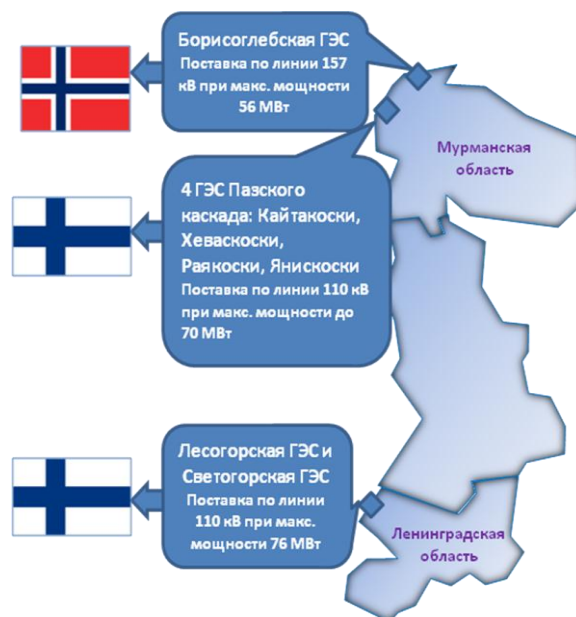 Борисоглебская ГЭС
Поставка по линии 157
кВ при макс. мощности
56 МВт
Мурманская
область
4 ГЭС Пазского
каскада: Кайтакоски,
Хеваскоски,
Раякоски, Янискоски
Поставка по линии 110 кВ
при макс. мощности до
70 МВт
Лесогорская ГЭС и
Светогорская ГЭС
Поставка по линии
110 кВ при макс.
мощности 76 МВт
Ленинградская
область